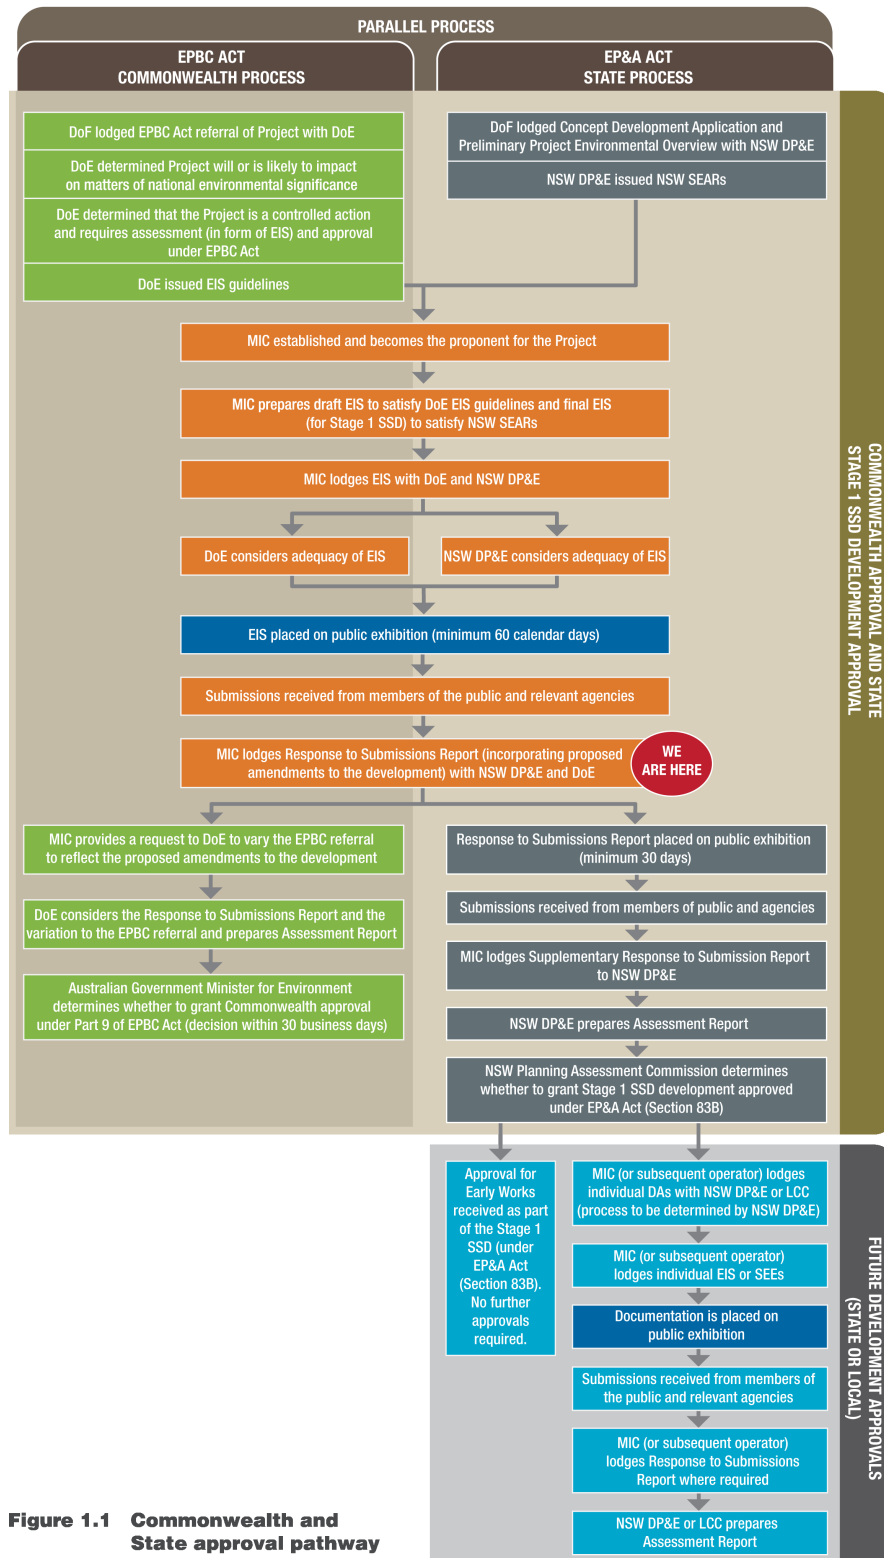 PARALLEL PROCESS
EPBC ACT
COMMONWEALTH PROCESS
EP&A ACT
STATE PROCESS
DoF lodged EPBC Act referral of Project with DoE
DoE determined Project will or is likely to impact
on matters of national environmental significance
DoE determined that the Project is a controlled action
and requires assessment (in form of EIS) and approval
under EPBC Act
DoE issued EIS guidelines
DoF lodged Concept Development Application and
Preliminary Project Environmental Overview with NSW DP&E
NSW DP&E issued NSW SEARs
MIC established and becomes the proponent for the Project
MIC prepares draft EIS to satisfy DoE EIS guidelines and final EIS
(for Stage 1 SSD) to satisfy NSW SEARs
MIC lodges EIS with DoE and NSW DP&E
DoE considers adequacy of EIS
NSW DP&E considers adequacy of EIS
EIS placed on public exhibition (minimum 60 calendar days)
Submissions received from members of the public and relevant agencies
MIC lodges Response to Submissions Report (incorporating proposed
amendments to the development) with NSW DP&E and DoE
WE
ARE HERE
MIC provides a request to DoE to vary the EPBC referral
to reflect the proposed amendments to the development
DoE considers the Response to Submissions Report and the
variation to the EPBC referral and prepares Assessment Report
Australian Government Minister for Environment
determines whether to grant Commonwealth approval
under Part 9 of EPBC Act (decision within 30 business days)
Response to Submissions Report placed on public exhibition
(minimum 30 days)
Submissions received from members of public and agencies
MIC lodges Supplementary Response to Submission Report
to NSW DP&E
NSW DP&E prepares Assessment Report
NSW Planning Assessment Commission determines
whether to grant Stage 1 SSD development approved
under EP&A Act (Section 83B)
COMMONWEALTH APPROVAL AND STATE
STAGE 1 SSD DEVELOPMENT APPROVAL
Approval for
Early Works
received as part
of the Stage 1
SSD (under
EP&A Act
(Section 83B).
No further
approvals
required.
MIC (or subsequent operator) lodges
individual DAs with NSW DP&E or LCC
(process to be determined by NSW DP&E)
MIC (or subsequent operator)
lodges individual EIS or SEEs
Documentation is placed on
public exhibition
Submissions received from members of
the public and relevant agencies
MIC (or subsequent operator)
lodges Response to Submissions
Report where required
NSW DP&E or LCC prepares
Assessment Report
FUTURE DEVELOPMENT APPROVALS
(STATE OR LOCAL)
Figure 1.1 Commonwealth and
State approval pathway